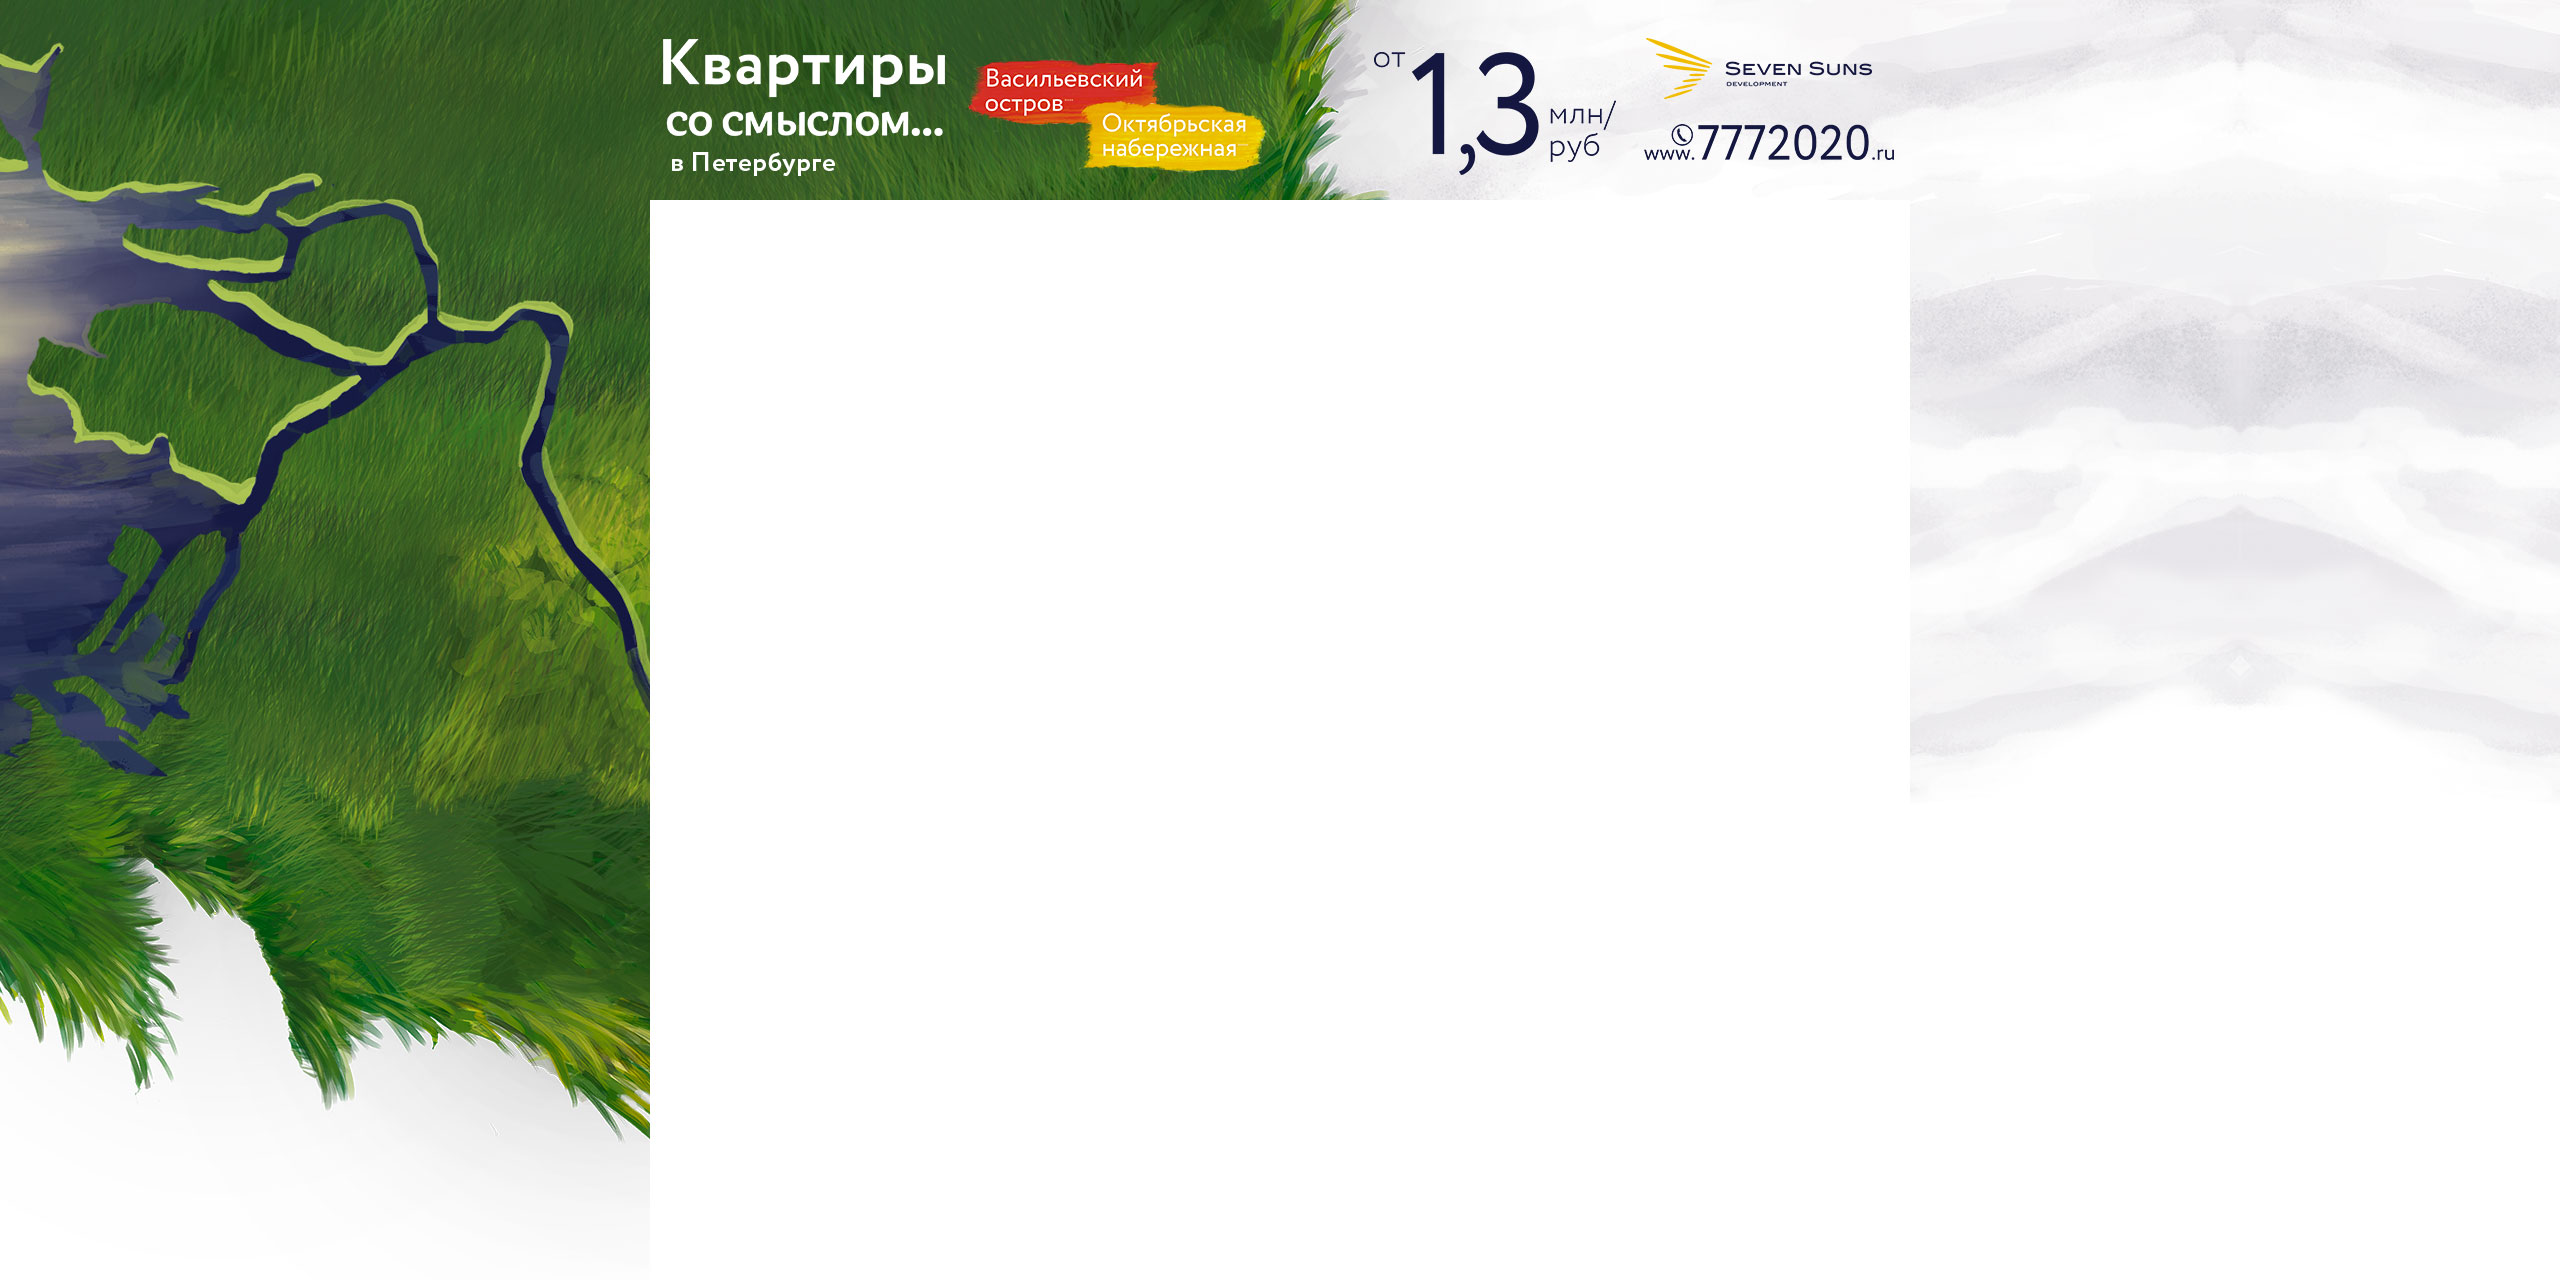 Квартиры
со смыслом...
в Петербурге
Васильевский
остров
Октябрьская
набережная
от
1,3
млн/
руб
SEVEN SUNS
DEVELOPMENT
www.7772020.ru